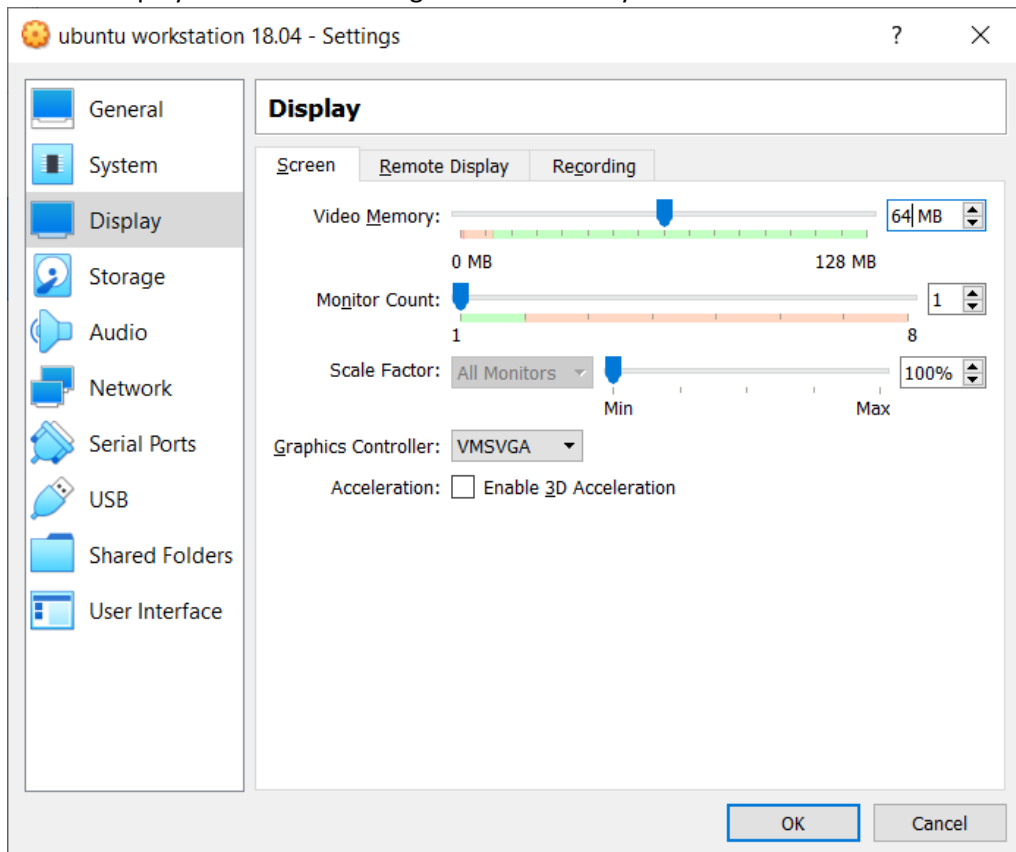 ubuntu workstation 18.04 - Settings ? ×
General
System
Display
Storage
Audio
Network
Serial Ports
USB
Shared Folders
User Interface
Display
Screen Remote Display Recording
Video Memory: 64 MB
0 MB 128 MB
Monitor Count: 1
1 8
Scale Factor: All Monitors 100%
Min Max
Graphics Controller: VMSVGA
Acceleration: Enable 3D Acceleration
OK Cancel